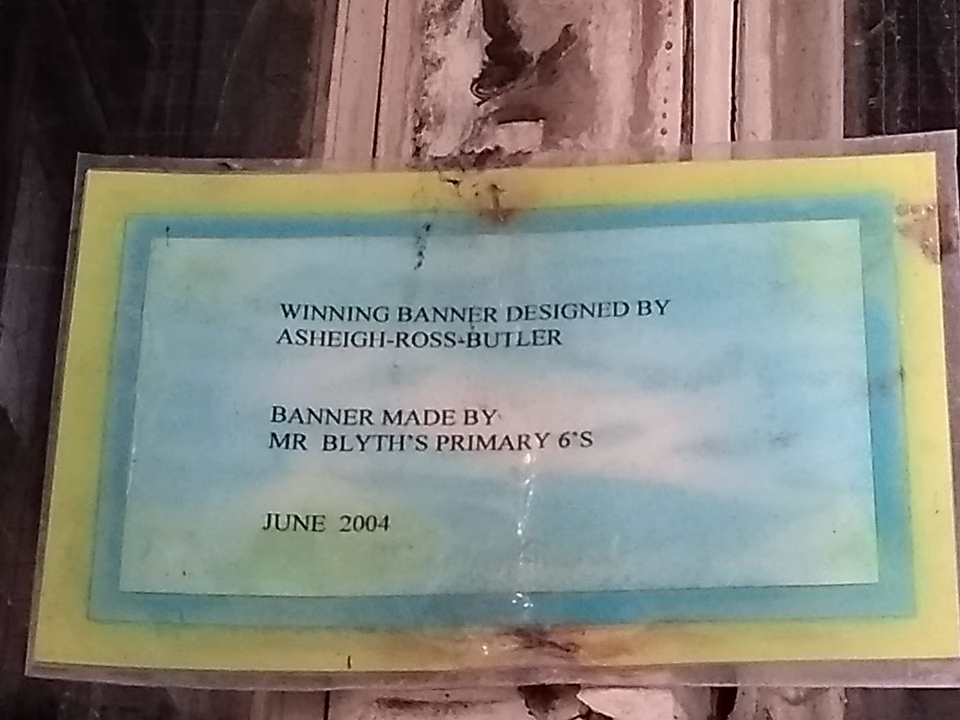 WINNING BANNER DESIGNED BY
ASHEIGH-ROSS-BUTLER
BANNER MADE BY
MR BLYTH'S PRIMARY 6'S
JUNE 2004